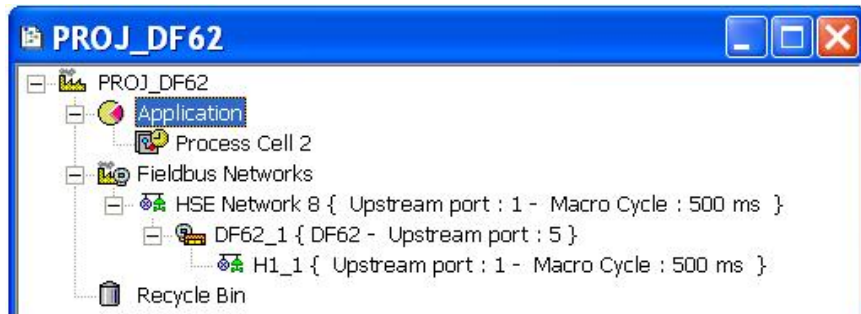 PROJ_DF62
PROJ_DF62
Application
Process Cell 2
Fieldbus Networks
HSE Network 8 { Upstream port : 1 - Macro Cycle : 500 ms }
DF62_1 { DF62 - Upstream port : 5 }
H1_1 { Upstream port : 1 - Macro Cycle : 500 ms }
Recycle Bin